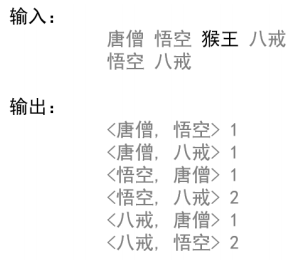 输入：
唐僧 悟空 猴王 八戒
悟空 八戒
输出：
<唐僧, 悟空> 1
<唐僧, 八戒> 1
<悟空, 唐僧> 1
<悟空, 八戒> 2
<八戒, 唐僧> 1
<八戒, 悟空> 2